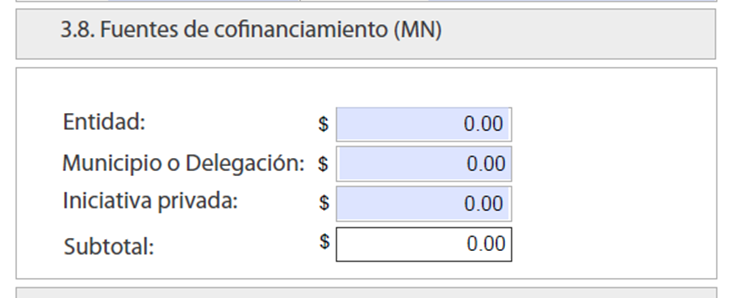 3.8. Fuentes de cofinanciamiento (MN)
Entidad: $ 0.00
Municipio o Delegación: $ 0.00
Iniciativa privada: $ 0.00
Subtotal: $ 0.00